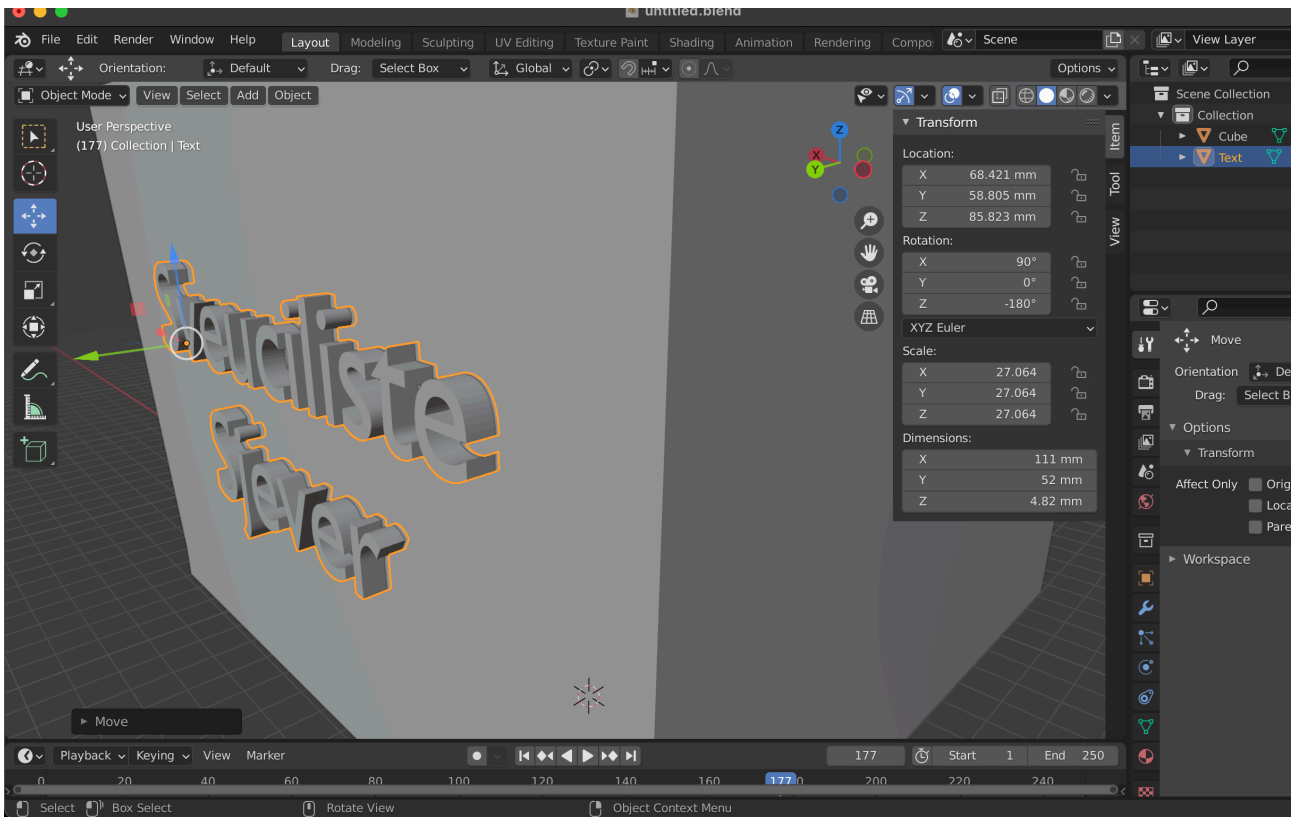 untitled.blend
File Edit Render Window Help Layout Modeling Sculpting UV Editing Texture Paint Shading Animation Rendering Compo Scene View Layer
Orientation: Default Drag: Select Box Global Options
Object Mode View Select Add Object
User Perspective
(177) Collection | Text
Sveuciliste
Sjever
Z
X
Y
Transform
Location:
X 68.421 mm
Y 58.805 mm
Z 85.823 mm
Rotation:
X 90°
Y 0°
Z -180°
XYZ Euler
Scale:
X 27.064
Y 27.064
Z 27.064
Dimensions:
X 111 mm
Y 52 mm
Z 4.82 mm
Item
Tool
View
Scene Collection
Collection
Cube
Text
Move
Orientation De
Drag: Select B
Options
Transform
Affect Only Orig
Loca
Pare
Workspace
Move
Playback Keying View Marker 177 Start 1 End 250
0 20 40 60 80 100 120 140 160 177 0 200 220 240
Select Box Select Rotate View Object Context Menu